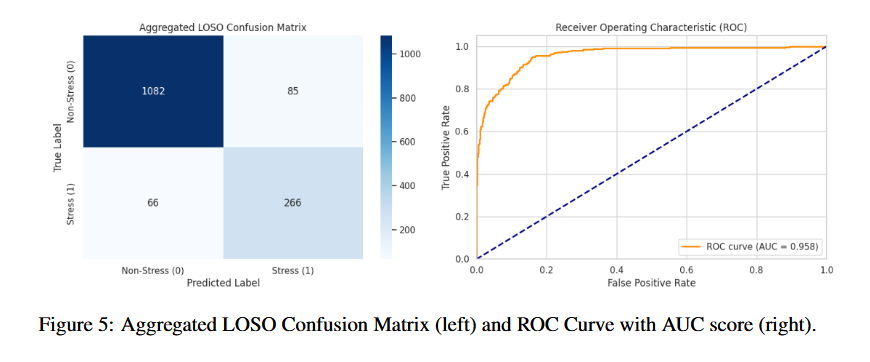 Aggregated LOSO Confusion Matrix
True Label
Non-Stress (0)
Stress (1)
1082
85
66
266
Non-Stress (0)
Stress (1)
Predicted Label
1000
800
600
400
200
Receiver Operating Characteristic (ROC)
True Positive Rate
1.0
0.8
0.6
0.4
0.2
0.0
ROC curve (AUC = 0.958)
0.0
0.2
0.4
0.6
0.8
1.0
False Positive Rate
Figure 5: Aggregated LOSO Confusion Matrix (left) and ROC Curve with AUC score (right).